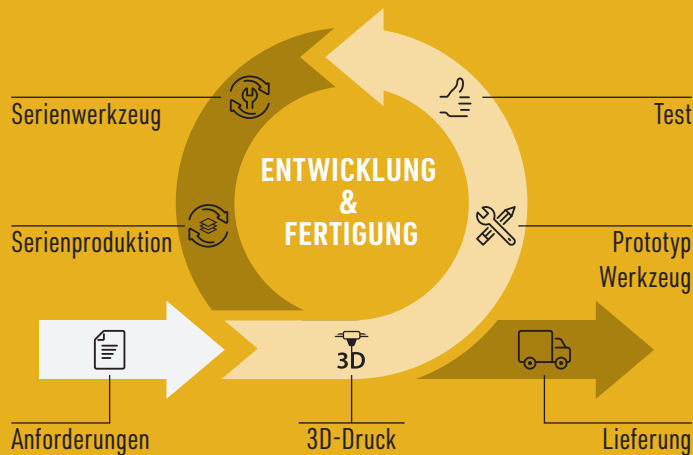 Serienwerkzeug
Test
ENTWICKLUNG
&
FERTIGUNG
Serienproduktion
Prototyp
Werkzeug
3D
Anforderungen
3D-Druck
Lieferung